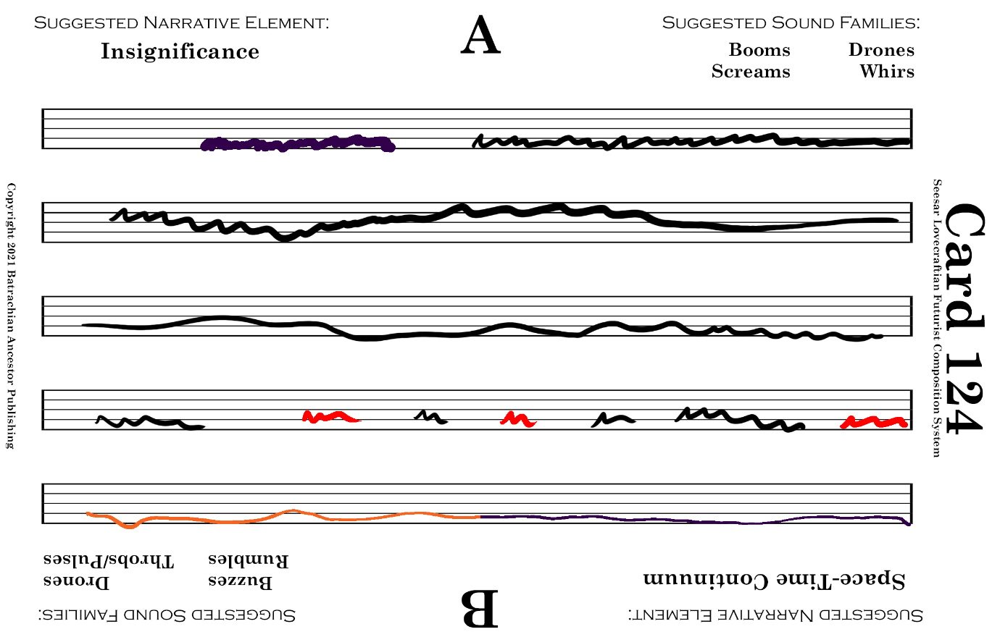 Suggested Narrative Element:
Insignificance
A
Suggested Sound Families:
Booms Drones
Screams Whirs
Copyright 2021 Batrachian Ancestor Publishing
Card 124
Seesar Lovecraftian Futurist Composition System
B
Suggested Narrative Element:
Space-Time Continuum
Suggested Sound Families:
Buzzes Drones
Rumbles Throbs/Pulses